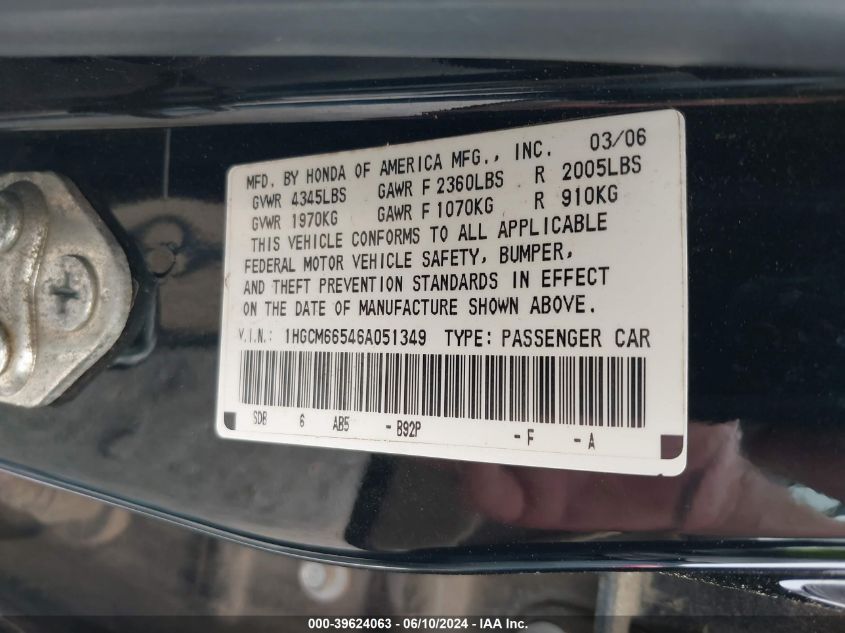 MFD. BY HONDA OF AMERICA MFG., INC. 03/06
GVWR 4345LBS GAWR F 2360LBS R 2005LBS
GVWR 1970KG GAWR F 1070KG R 910KG
THIS VEHICLE CONFORMS TO ALL APPLICABLE
FEDERAL MOTOR VEHICLE SAFETY, BUMPER,
AND THEFT PREVENTION STANDARDS IN EFFECT
ON THE DATE OF MANUFACTURE SHOWN ABOVE.
V.I.N.: 1HGCM66546A051349 TYPE: PASSENGER CAR
SDB 6 AB5 - B92P - F - A
000-39624063 - 06/10/2024 - IAA Inc.